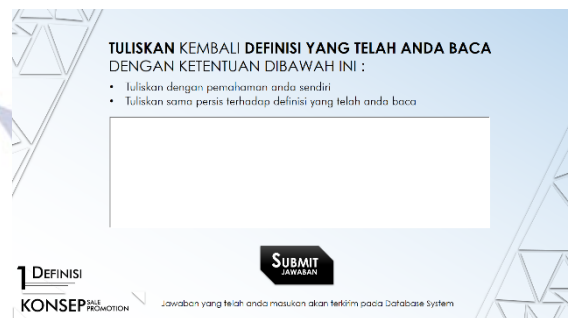 TULISKAN KEMBALI DEFINISI YANG TELAH ANDA BACA
DENGAN KETENTUAN DIBAWAH INI :
• Tuliskan dengan pemahaman anda sendiri
• Tuliskan sama persis terhadap definisi yang telah anda baca
SUBMIT
JAWABAN
1 DEFINISI
KONSEP SALE PROMOTION
Jawaban yang telah anda masukan akan terkirim pada Database System